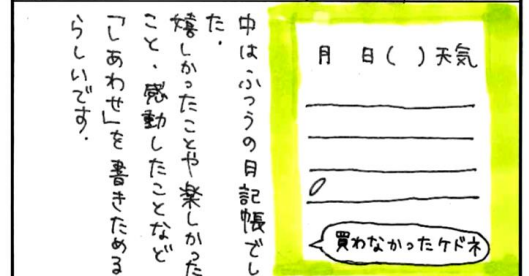 月 日( )天気
買わなかったケドネ
中はふつうの日記帳でし
た.
嬉しかったことや楽しかった
こと、感動したことなど
「しあわせ」を書きためる
らしいです.